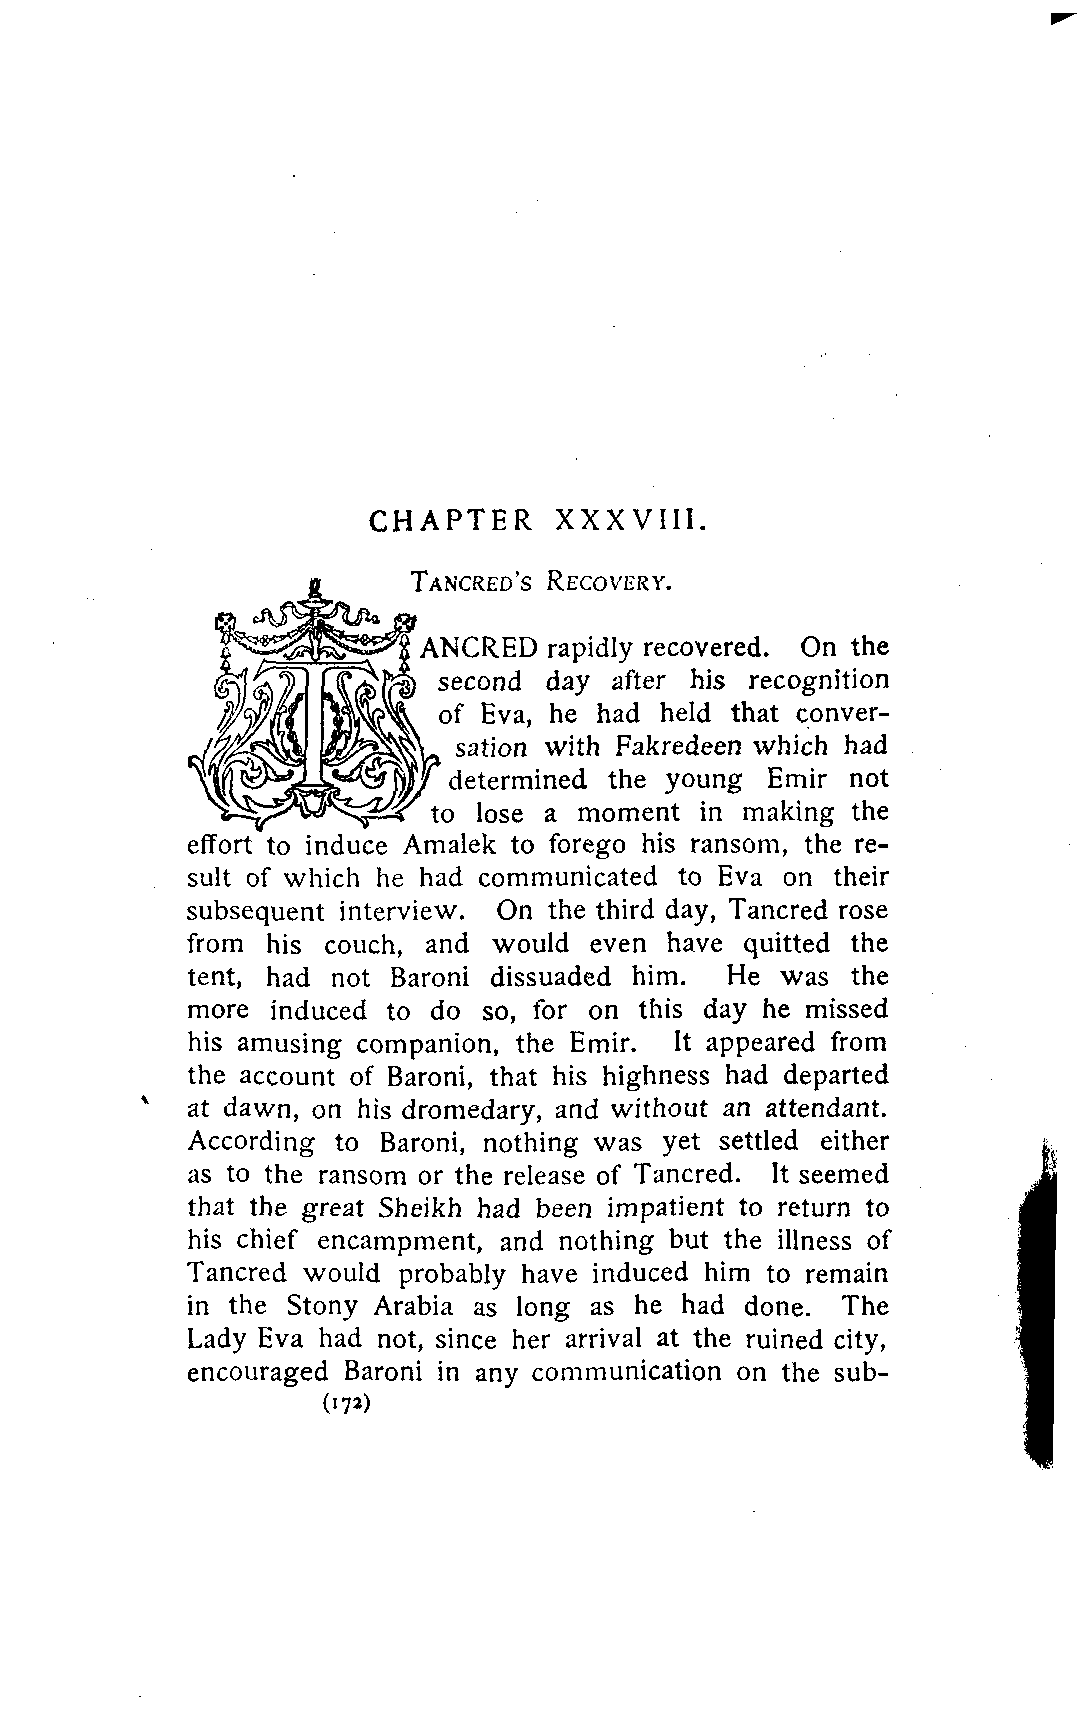 CHAPTER XXXVIII.
TANCRED'S RECOVERY.
TANCRED rapidly recovered. On the
second day after his recognition
of Eva, he had held that conver-
sation with Fakredeen which had
determined the young Emir not
to lose a moment in making the
effort to induce Amalek to forego his ransom, the re-
sult of which he had communicated to Eva on their
subsequent interview. On the third day, Tancred rose
from his couch, and would even have quitted the
tent, had not Baroni dissuaded him. He was the
more induced to do so, for on this day he missed
his amusing companion, the Emir. It appeared from
the account of Baroni, that his highness had departed
at dawn, on his dromedary, and without an attendant.
According to Baroni, nothing was yet settled either
as to the ransom or the release of Tancred. It seemed
that the great Sheikh had been impatient to return to
his chief encampment, and nothing but the illness of
Tancred would probably have induced him to remain
in the Stony Arabia as long as he had done. The
Lady Eva had not, since her arrival at the ruined city,
encouraged Baroni in any communication on the sub-
(172)